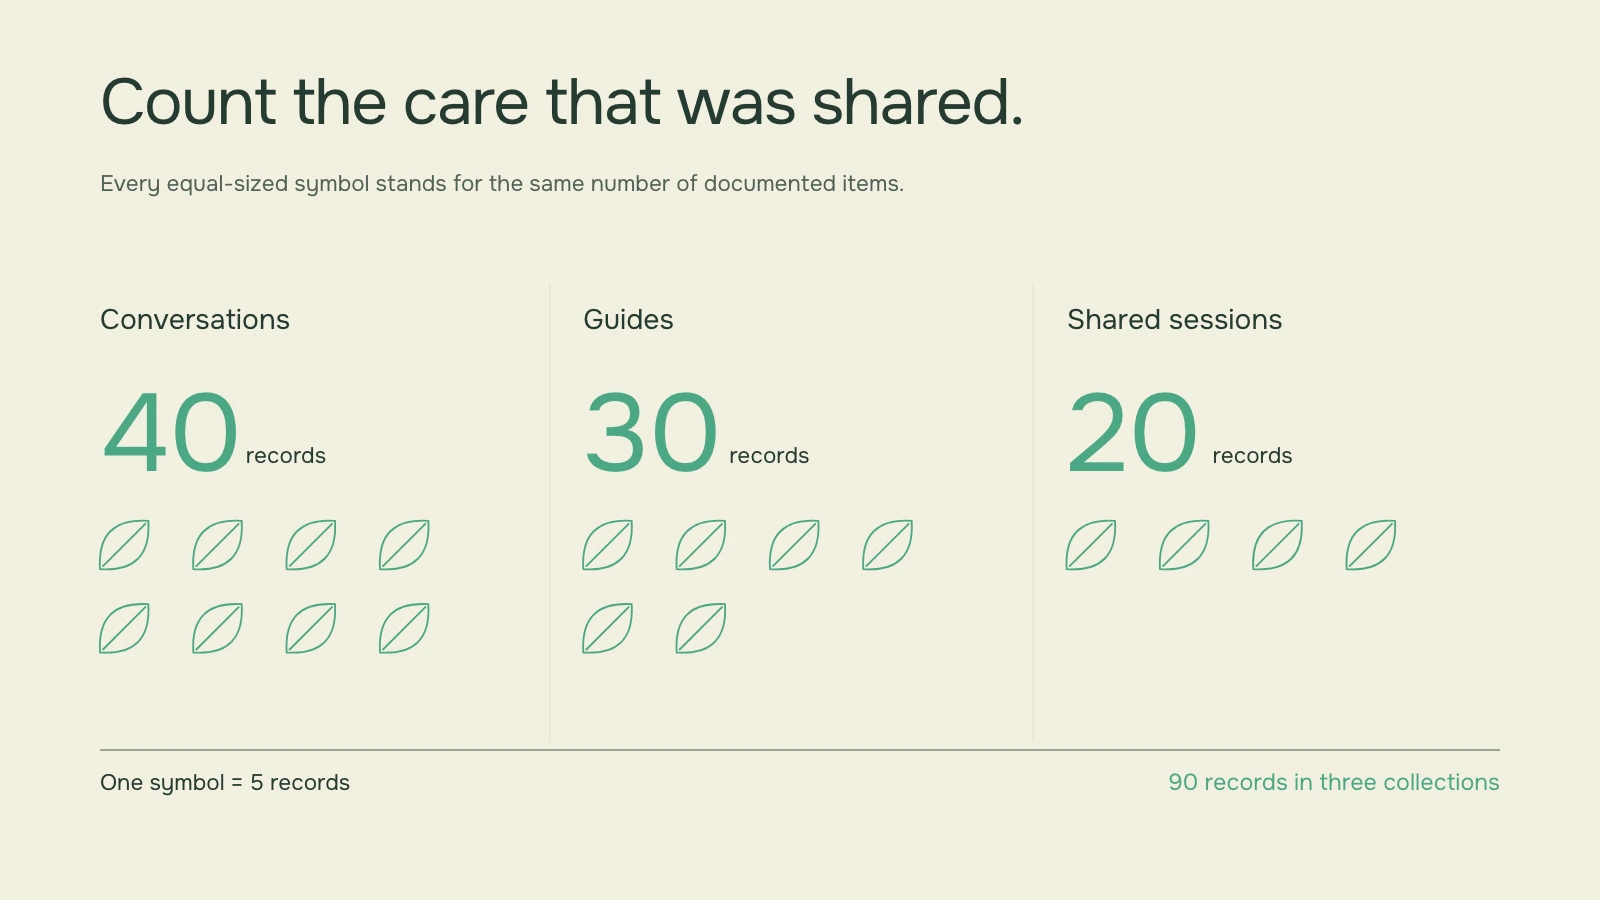 Count the care that was shared.
Every equal-sized symbol stands for the same number of documented items.
Conversations
40 records
Guides
30 records
Shared sessions
20 records
One symbol = 5 records
90 records in three collections